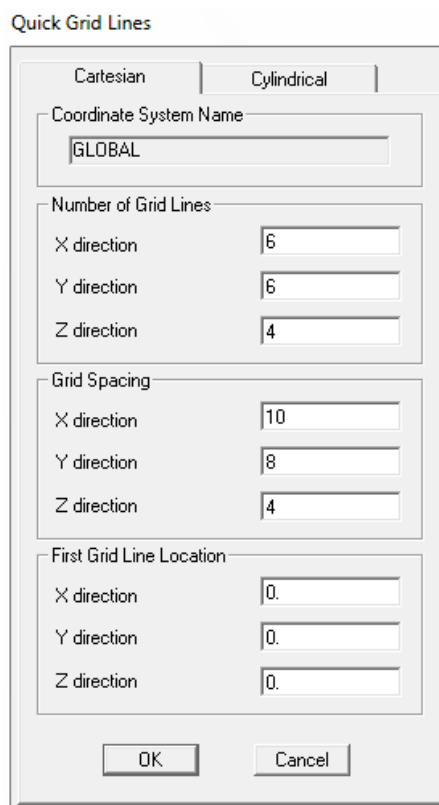 Quick Grid Lines
Cartesian Cylindrical
Coordinate System Name
GLOBAL
Number of Grid Lines
X direction 6
Y direction 6
Z direction 4
Grid Spacing
X direction 10
Y direction 8
Z direction 4
First Grid Line Location
X direction 0.
Y direction 0.
Z direction 0.
OK Cancel